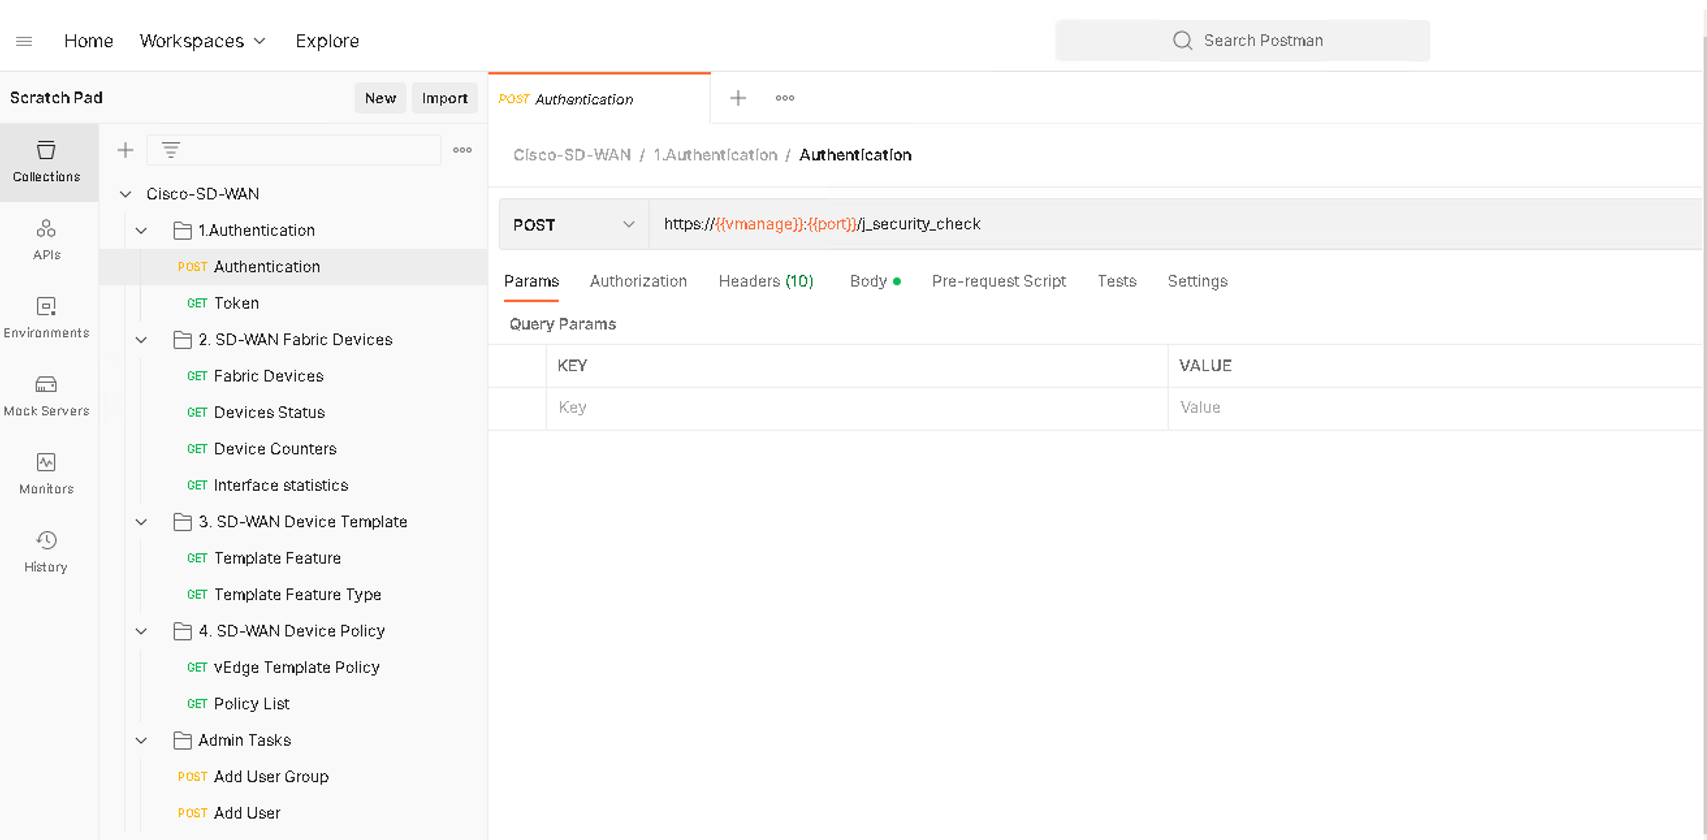 Home Workspaces Explore Search Postman
Scratch Pad New Import
POST Authentication
Collections
APIs
Environments
Mock Servers
Monitors
History
Cisco-SD-WAN
1.Authentication
POST Authentication
GET Token
2. SD-WAN Fabric Devices
GET Fabric Devices
GET Devices Status
GET Device Counters
GET Interface statistics
3. SD-WAN Device Template
GET Template Feature
GET Template Feature Type
4. SD-WAN Device Policy
GET vEdge Template Policy
GET Policy List
Admin Tasks
POST Add User Group
POST Add User
Cisco-SD-WAN / 1.Authentication / Authentication
POST https://{{vmanage}}:{{port}}/j_security_check
Params Authorization Headers (10) Body Pre-request Script Tests Settings
Query Params
KEY VALUE
Key Value